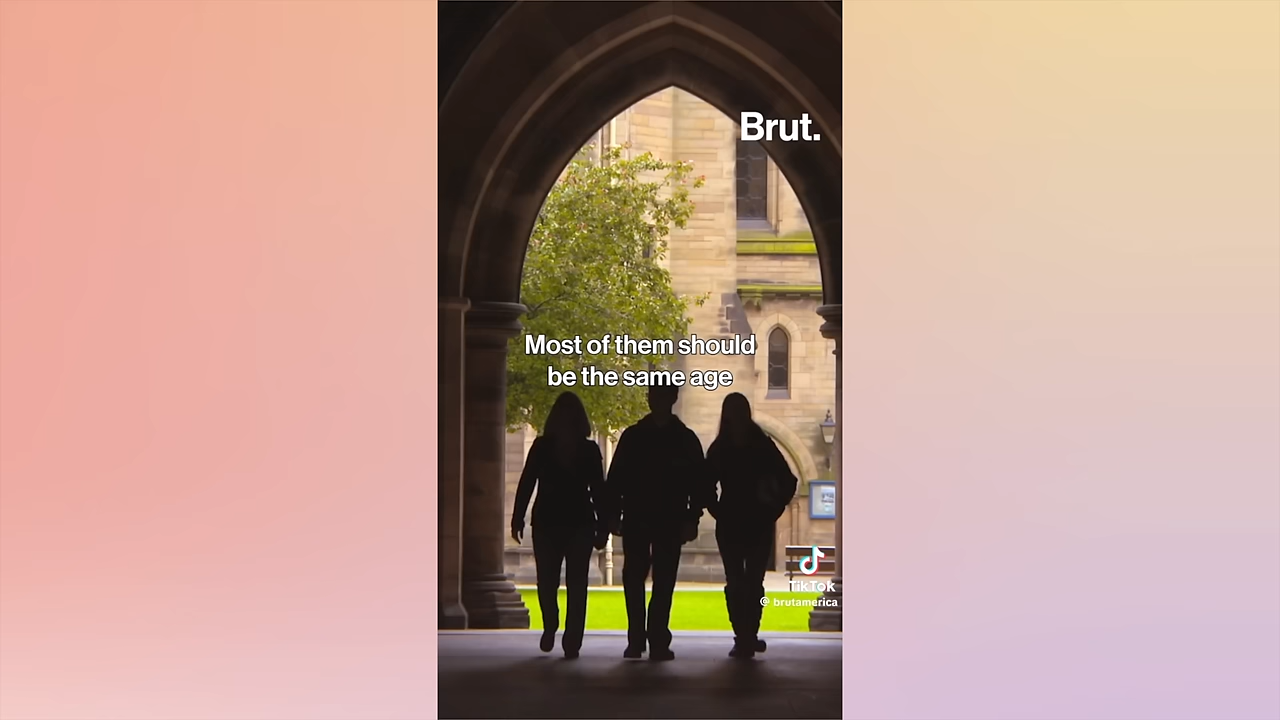 Brut.
Most of them should
be the same age
TikTok
@ brutamerica